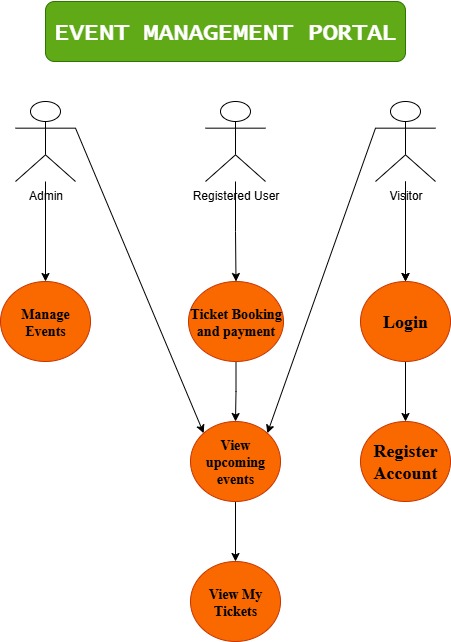 EVENT MANAGEMENT PORTAL
Admin
Registered User
Visitor
Manage
Events
Ticket Booking
and payment
Login
View
upcoming
events
Register
Account
View My
Tickets